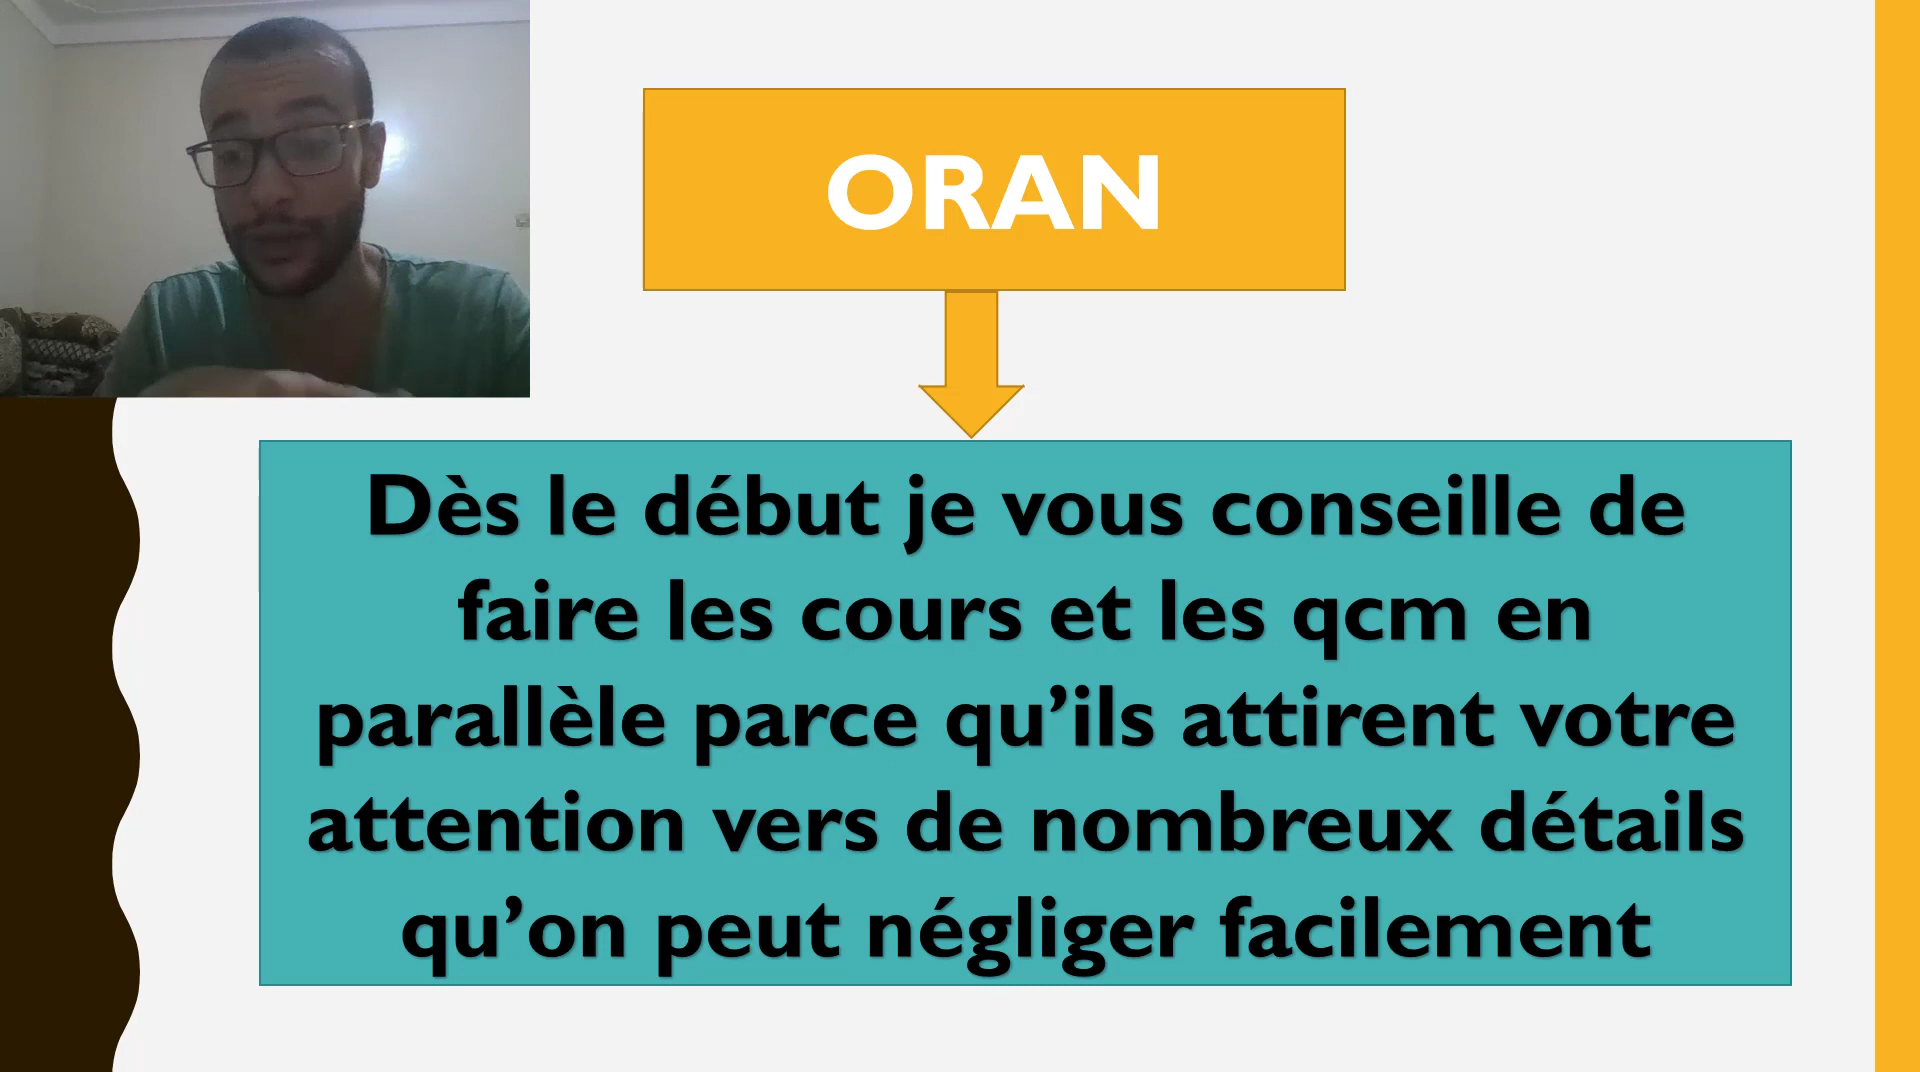 ORAN
Dès le début je vous conseille de
faire les cours et les qcm en
parallèle parce qu’ils attirent votre
attention vers de nombreux détails
qu’on peut négliger facilement